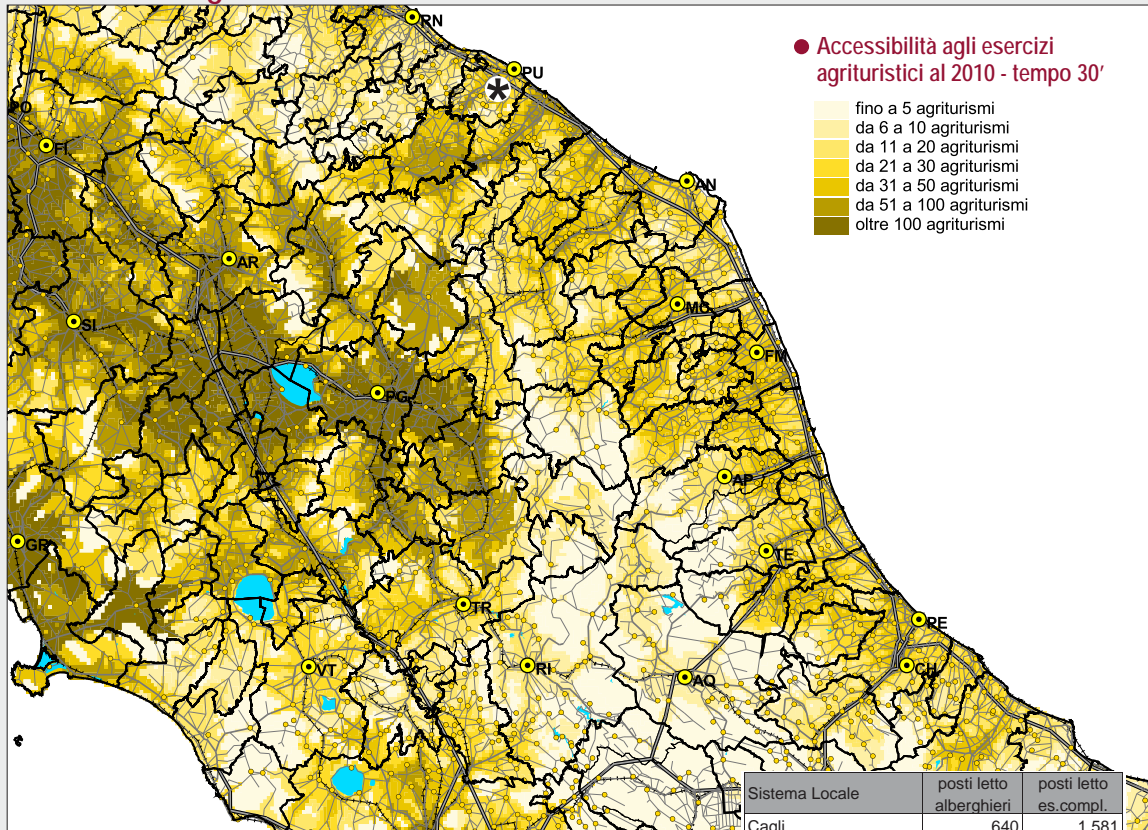 ● Accessibilità agli esercizi
agrituristici al 2010 - tempo 30'
fino a 5 agriturismi
da 6 a 10 agriturismi
da 11 a 20 agriturismi
da 21 a 30 agriturismi
da 31 a 50 agriturismi
da 51 a 100 agriturismi
oltre 100 agriturismi
RN
PU
*
FI
AN
AR
MC
SI
FM
PG
AP
GR
TE
TR
PE
VT
RI
CH
AQ
Sistema Locale posti letto alberghieri posti letto es.compl.
Cagli 640 1.581